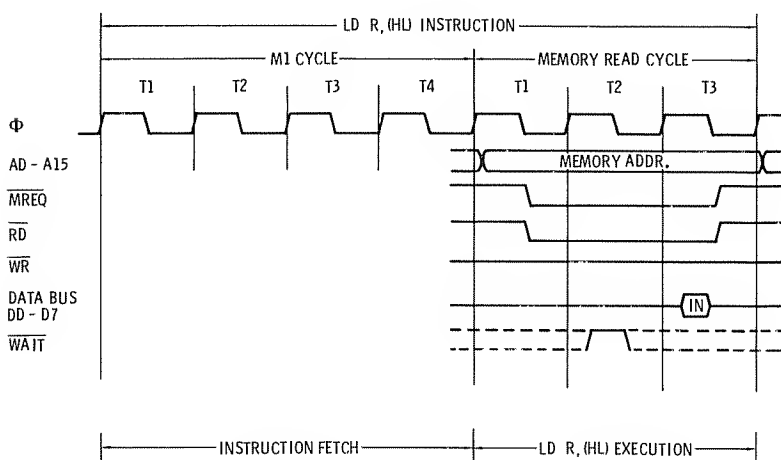 LD R, (HL) INSTRUCTION
M1 CYCLE MEMORY READ CYCLE
T1 T2 T3 T4 T1 T2 T3
Φ
AD - A15 MEMORY ADDR.
MREQ
RD
WR
DATA BUS
DD - D7 IN
WAIT
INSTRUCTION FETCH LD R, (HL) EXECUTION